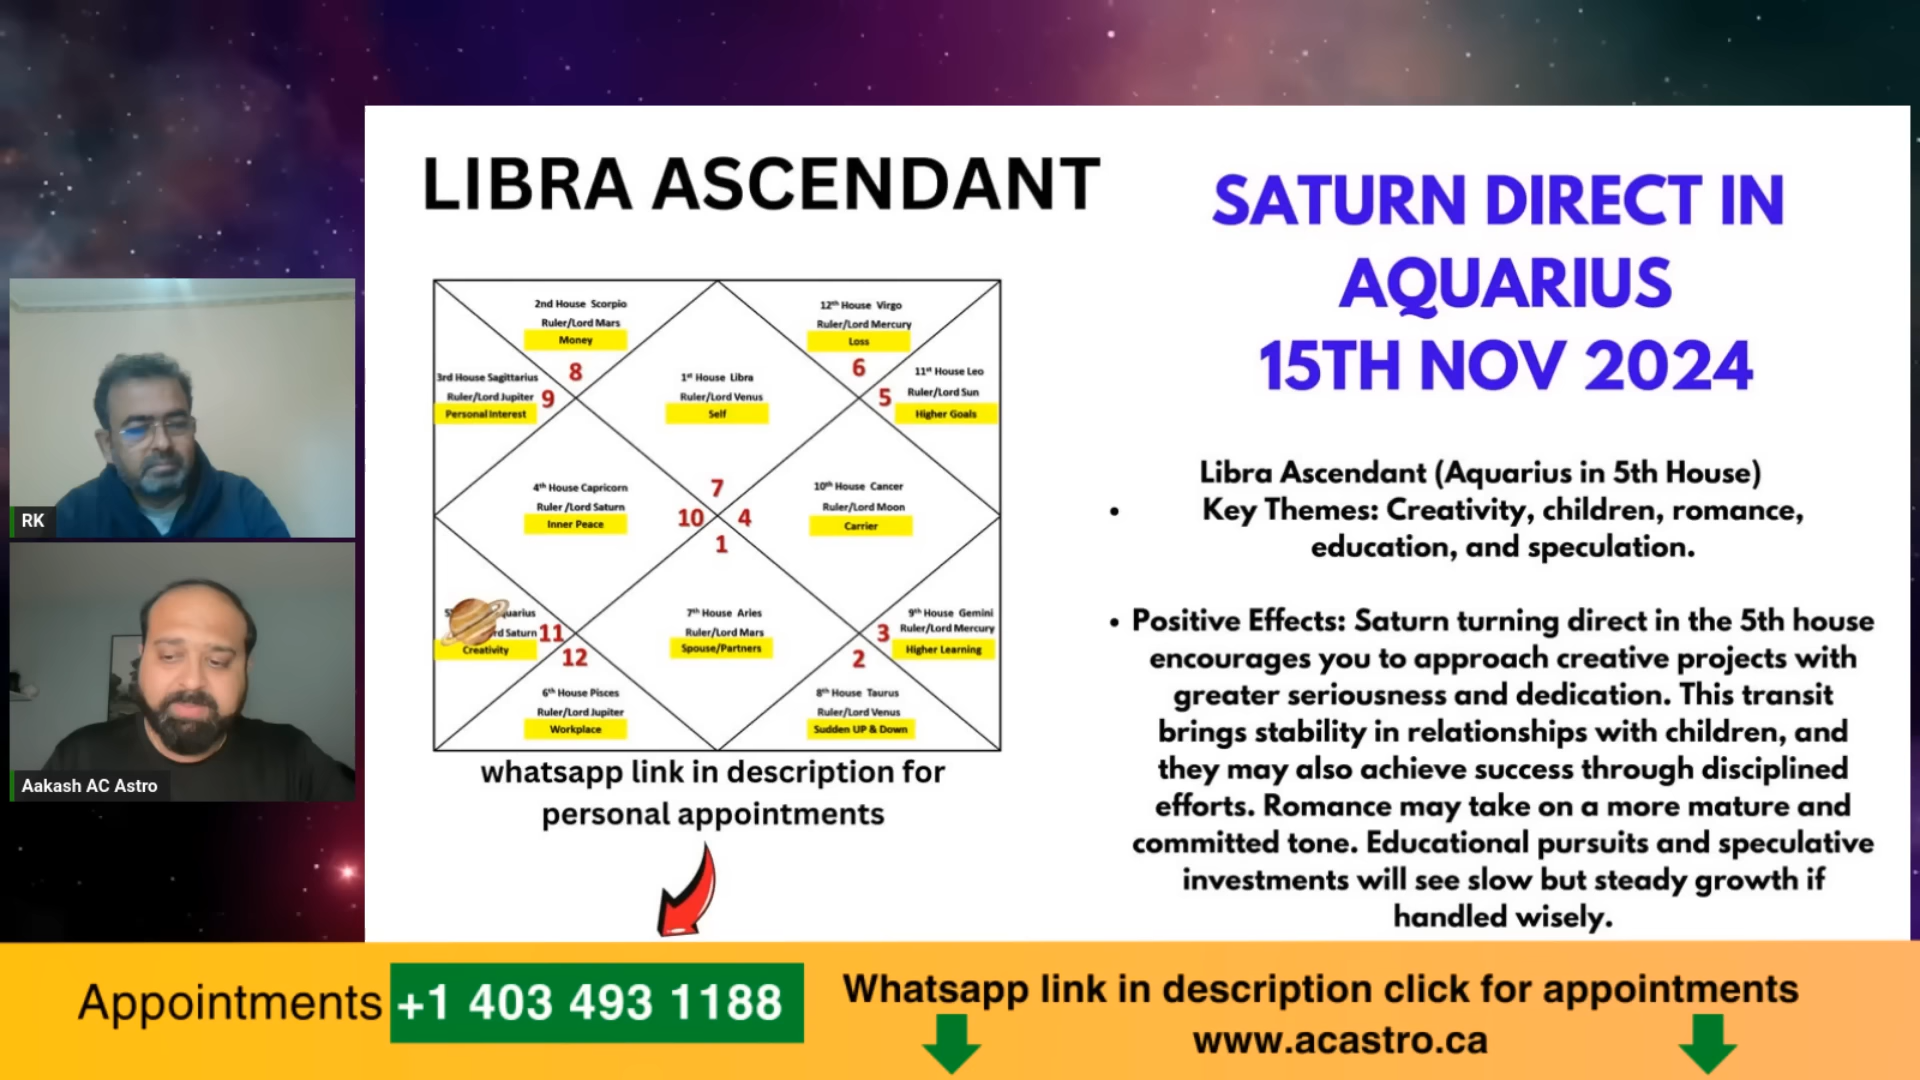 LIBRA ASCENDANT
2nd House Scorpio
Ruler/Lord Mars
Money
8
12th House Virgo
Ruler/Lord Mercury
Loss
6
3rd House Sagittarius
Ruler/Lord Jupiter
Personal Interest
9
1st House Libra
Ruler/Lord Venus
Self
11st House Leo
Ruler/Lord Sun
Higher Goals
5
4th House Capricorn
Ruler /Lord Saturn
Inner Peace
7
10 4
1
10th House Cancer
Ruler/Lord Moon
Carrier
uarius
rd Saturn
Creativity
11
12
7th House Aries
Ruler/Lord Mars
Spouse/Partners
9th House Gemini
Ruler/Lord Mercury
Higher Learning
3
2
6th House Pisces
Ruler/Lord Jupiter
Workplace
8th House Taurus
Ruler/Lord Venus
Sudden UP & Down
whatsapp link in description for
personal appointments
SATURN DIRECT IN
AQUARIUS
15TH NOV 2024
Libra Ascendant (Aquarius in 5th House)
• Key Themes: Creativity, children, romance,
education, and speculation.
• Positive Effects: Saturn turning direct in the 5th house
encourages you to approach creative projects with
greater seriousness and dedication. This transit
brings stability in relationships with children, and
they may also achieve success through disciplined
efforts. Romance may take on a more mature and
committed tone. Educational pursuits and speculative
investments will see slow but steady growth if
handled wisely.
RK
Aakash AC Astro
Appointments +1 403 493 1188
Whatsapp link in description click for appointments
www.acastro.ca